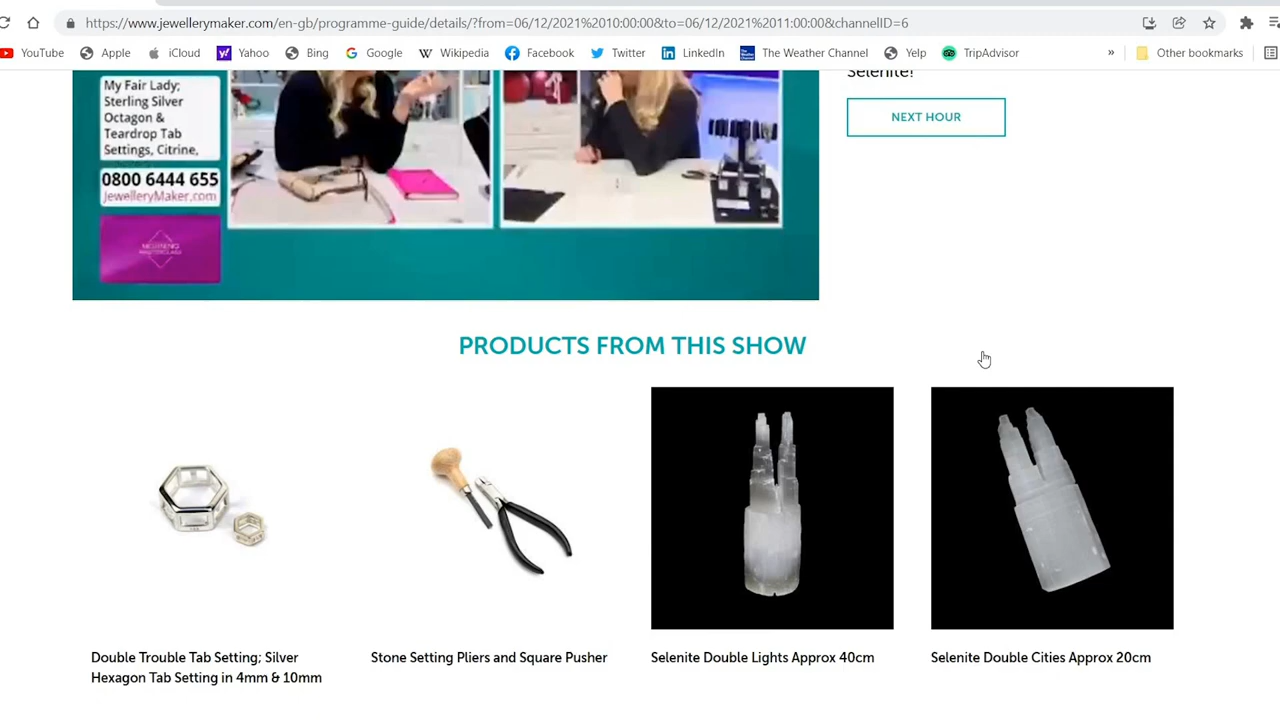 https://www.jewellerymaker.com/en-gb/programme-guide/details/?from=06/12/2021%2010:00:00&to=06/12/2021%2011:00:00&channelID=6
YouTube Apple iCloud Yahoo Bing Google Wikipedia Facebook Twitter LinkedIn The Weather Channel Yelp TripAdvisor » Other bookmarks
Selenite!
My Fair Lady;
Sterling Silver
Octagon &
Teardrop Tab
Settings, Citrine,
NEXT HOUR
0800 6444 655
JewelleryMaker.com
PRODUCTS FROM THIS SHOW
Double Trouble Tab Setting; Silver
Hexagon Tab Setting in 4mm & 10mm
Stone Setting Pliers and Square Pusher
Selenite Double Lights Approx 40cm
Selenite Double Cities Approx 20cm